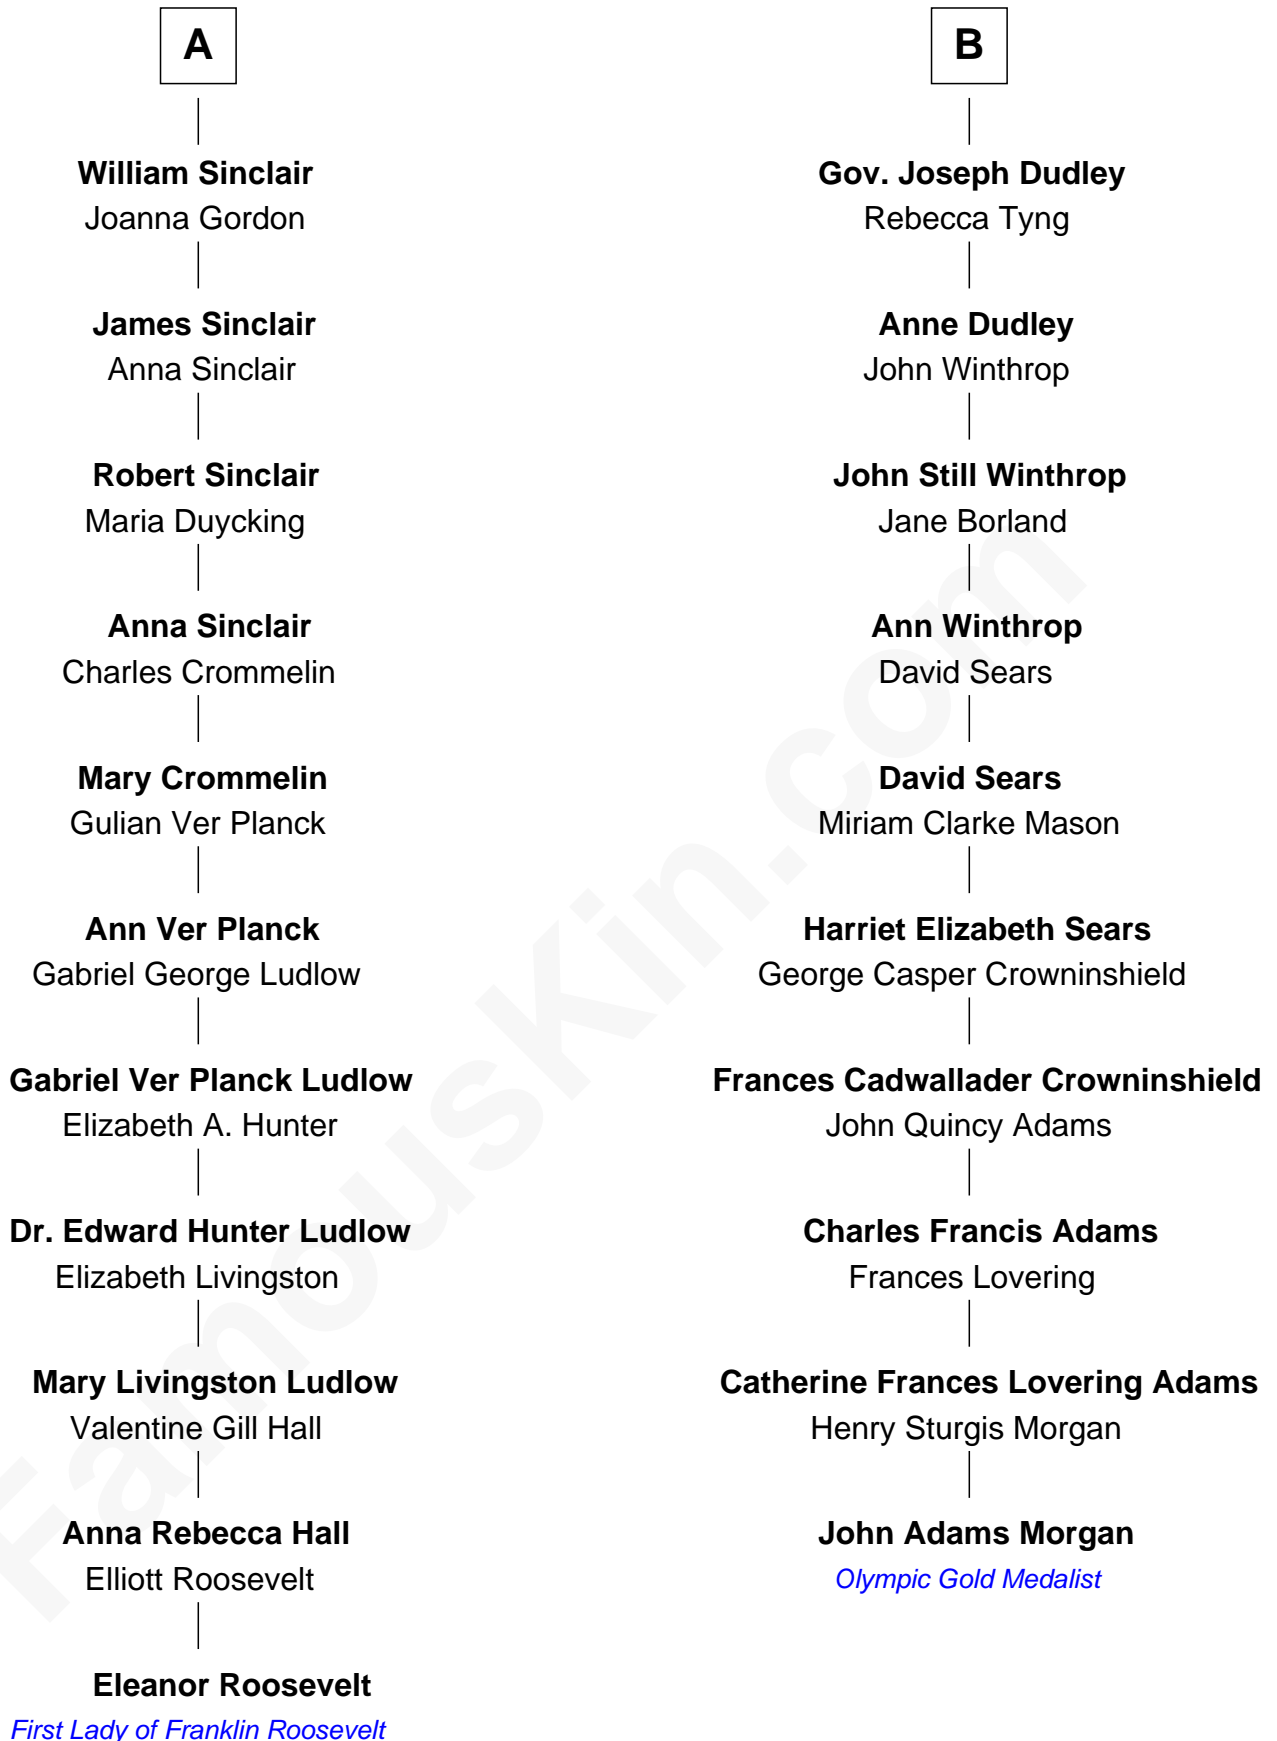 A
William Sinclair
Joanna Gordon
James Sinclair
Anna Sinclair
Robert Sinclair
Maria Duycking
Anna Sinclair
Charles Crommelin
Mary Crommelin
Gulian Ver Planck
Ann Ver Planck
Gabriel George Ludlow
Gabriel Ver Planck Ludlow
Elizabeth A. Hunter
Dr. Edward Hunter Ludlow
Elizabeth Livingston
Mary Livingston Ludlow
Valentine Gill Hall
Anna Rebecca Hall
Elliott Roosevelt
Eleanor Roosevelt
First Lady of Franklin Roosevelt
B
Gov. Joseph Dudley
Rebecca Tyng
Anne Dudley
John Winthrop
John Still Winthrop
Jane Borland
Ann Winthrop
David Sears
David Sears
Miriam Clarke Mason
Harriet Elizabeth Sears
George Casper Crowninshield
Frances Cadwallader Crowninshield
John Quincy Adams
Charles Francis Adams
Frances Lovering
Catherine Frances Lovering Adams
Henry Sturgis Morgan
John Adams Morgan
Olympic Gold Medalist
FamousKin.com